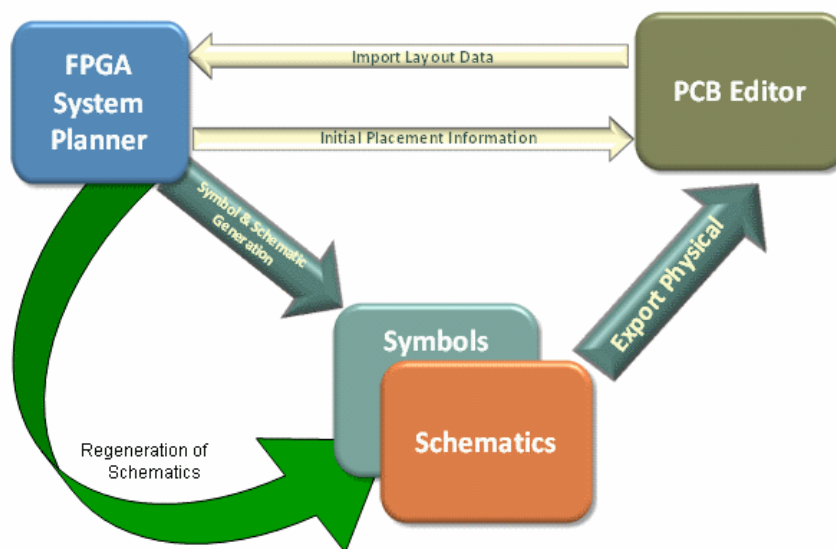 FPGA
System
Planner
Import Layout Data
PCB Editor
Initial Placement Information
Symbol & Schematic
Generation
Export Physical
Symbols
Schematics
Regeneration of
Schematics